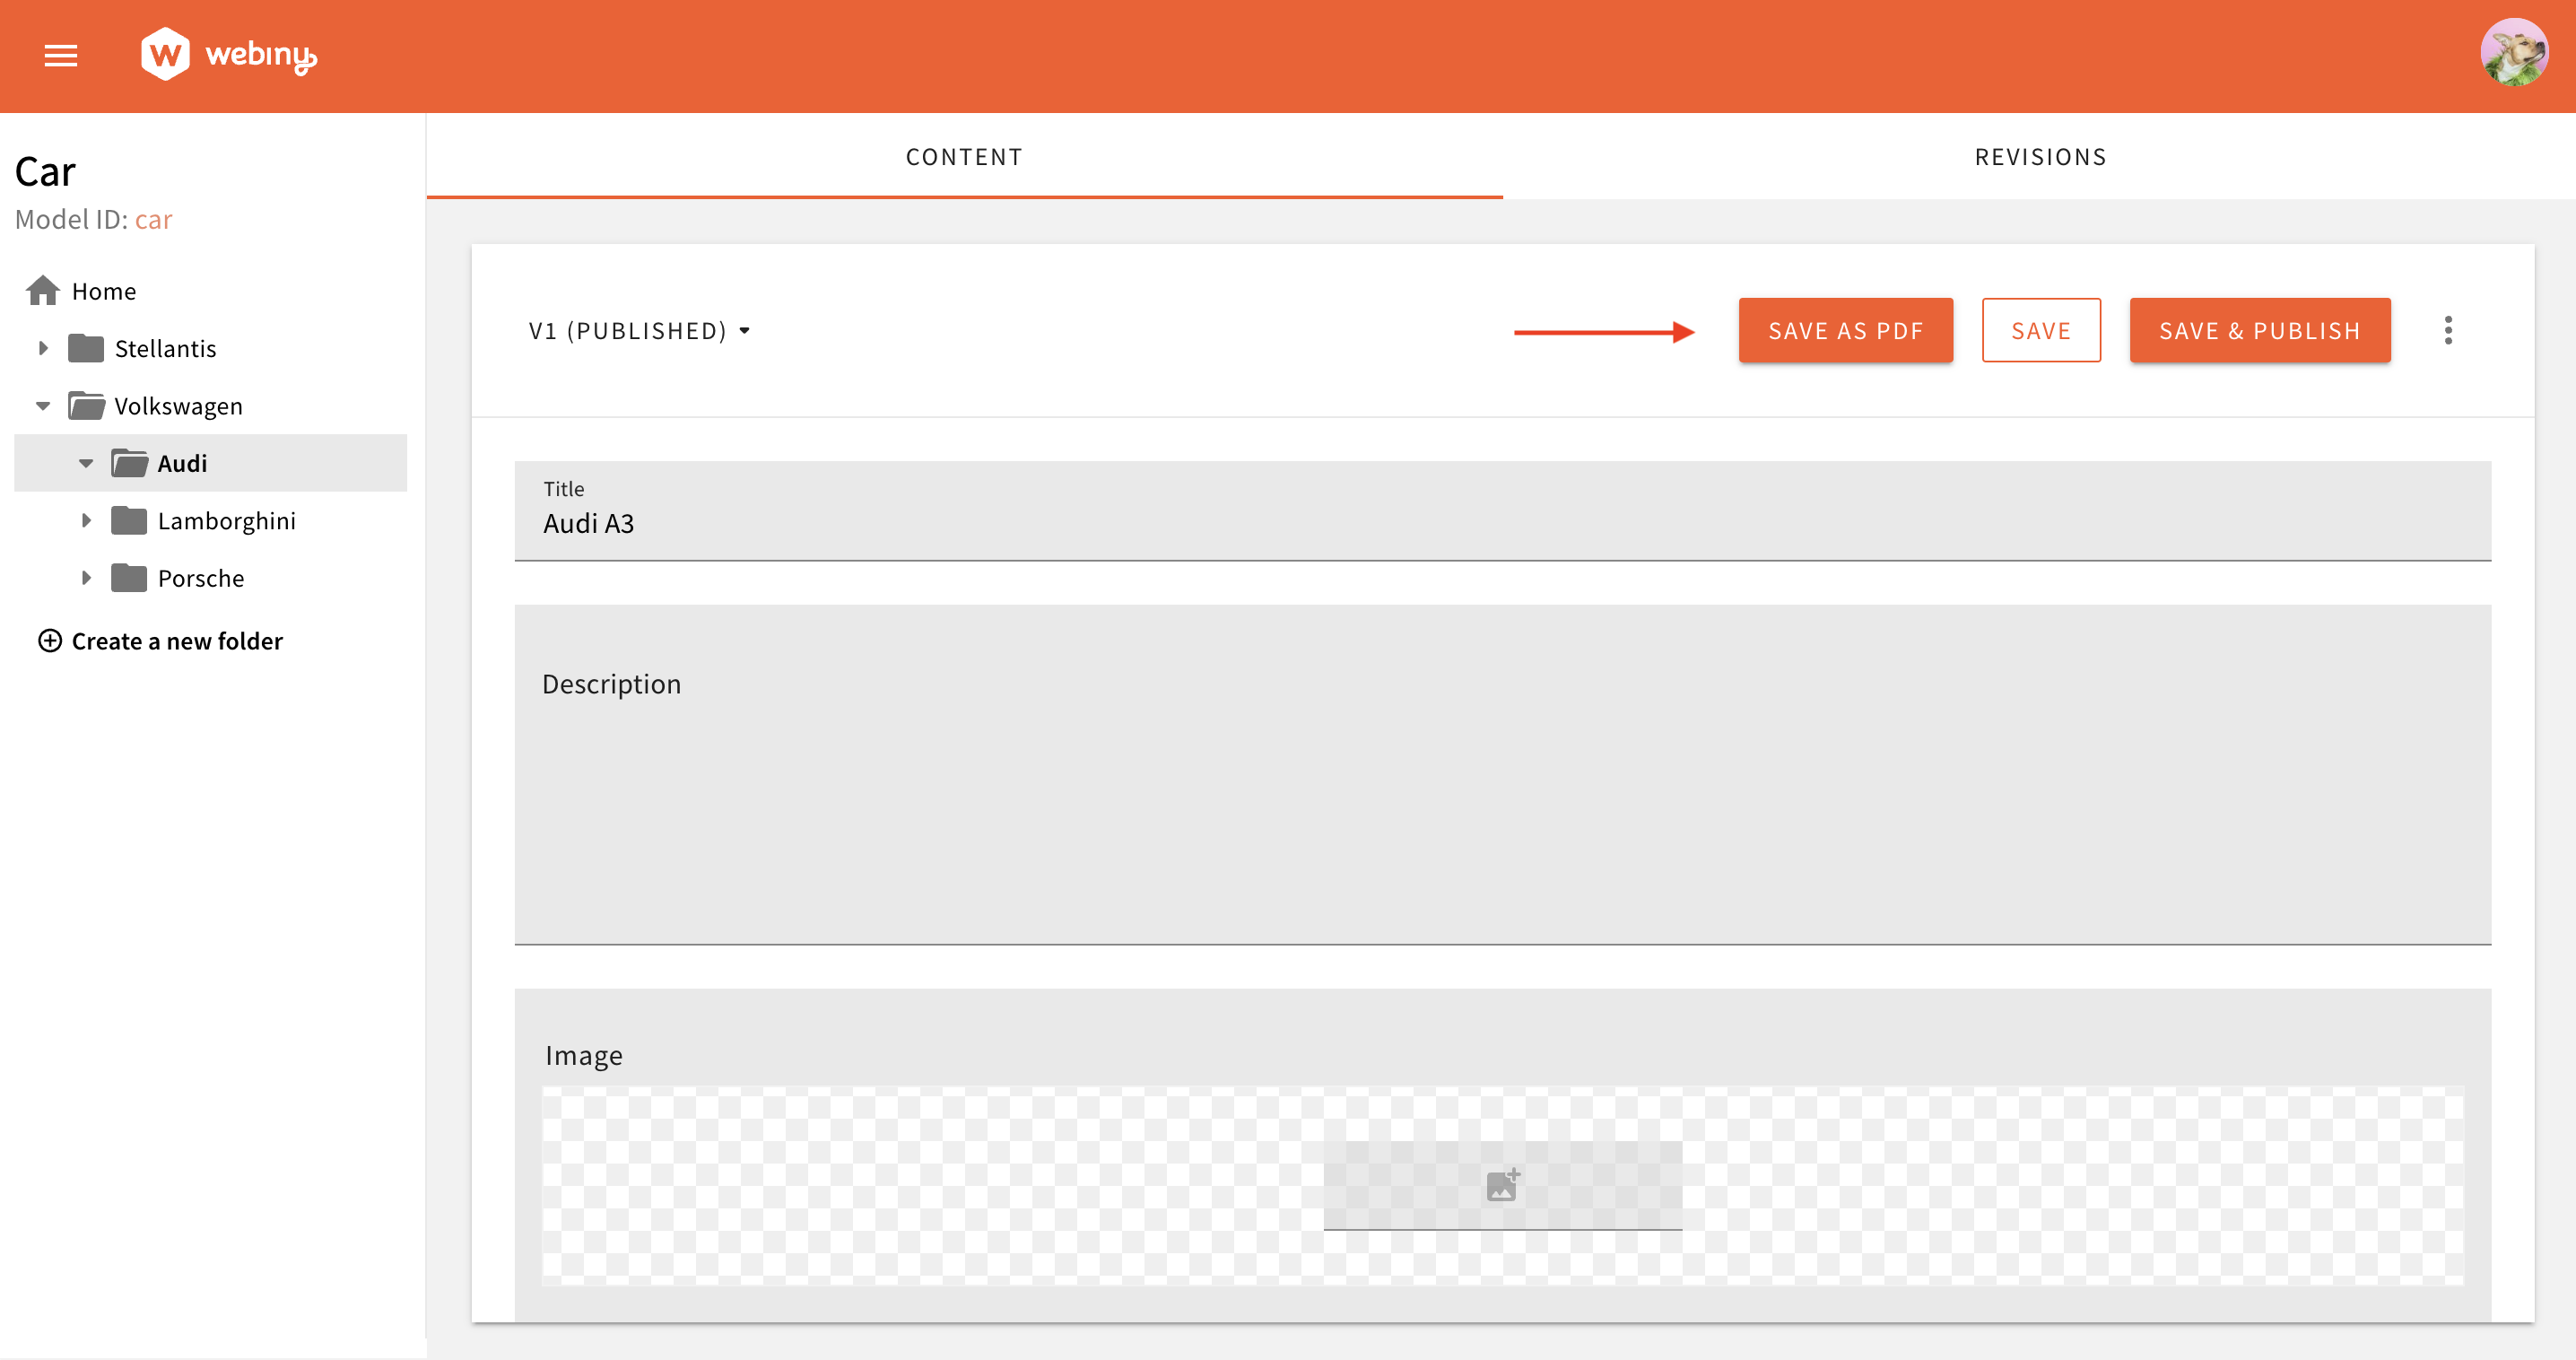 webiny
Car
Model ID: car
Home
Stellantis
Volkswagen
Audi
Lamborghini
Porsche
Create a new folder
CONTENT
REVISIONS
V1 (PUBLISHED)
SAVE AS PDF
SAVE
SAVE & PUBLISH
Title
Audi A3
Description
Image